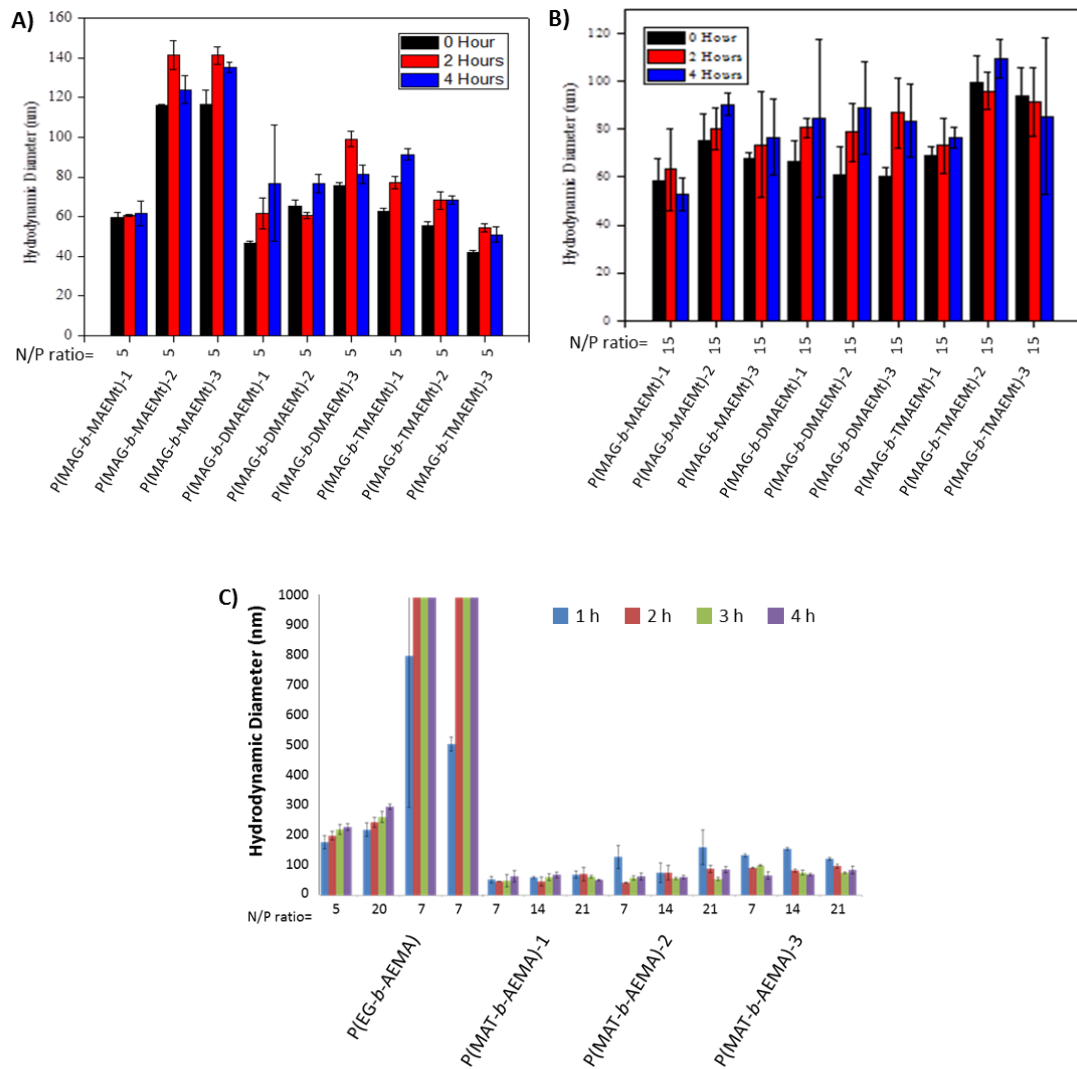 A)
160
140
120
100
80
60
40
20
0
Hydrodynamic Diameter (nm)
0 Hour
2 Hours
4 Hours
N/P ratio= 5 5 5 5 5 5 5 5 5
P(MAG-b-MAEMt)-1
P(MAG-b-MAEMt)-2
P(MAG-b-MAEMt)-3
P(MAG-b-DMAEMt)-1
P(MAG-b-DMAEMt)-2
P(MAG-b-DMAEMt)-3
P(MAG-b-TMAEMt)-1
P(MAG-b-TMAEMt)-2
P(MAG-b-TMAEMt)-3
B)
120
100
80
60
40
20
0
Hydrodynamic Diameter (nm)
0 Hour
2 Hours
4 Hours
N/P ratio= 15 15 15 15 15 15 15 15 15
P(MAG-b-MAEMt)-1
P(MAG-b-MAEMt)-2
P(MAG-b-MAEMt)-3
P(MAG-b-DMAEMt)-1
P(MAG-b-DMAEMt)-2
P(MAG-b-DMAEMt)-3
P(MAG-b-TMAEMt)-1
P(MAG-b-TMAEMt)-2
P(MAG-b-TMAEMt)-3
C)
1000
900
800
700
600
500
400
300
200
100
0
Hydrodynamic Diameter (nm)
1 h 2 h 3 h 4 h
N/P ratio= 5 20 7 7 7 14 21 7 14 21 7 14 21
P(EG-b-AEMA)
P(MAT-b-AEMA)-1
P(MAT-b-AEMA)-2
P(MAT-b-AEMA)-3